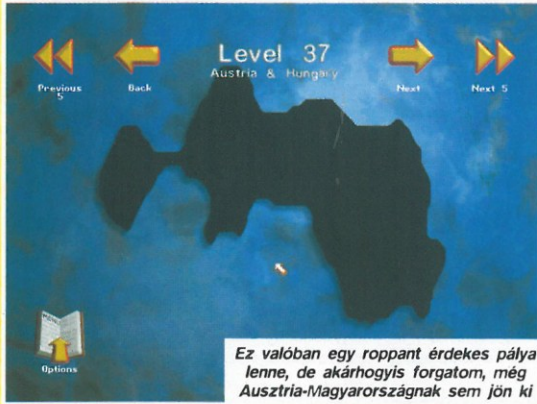 Level 37
Austria & Hungary
Previous
5
Back
Next
Next 5
Options
Ez valóban egy roppant érdekes pálya
lenne, de akárhogyis forgatom, még
Ausztria-Magyarországnak sem jön ki